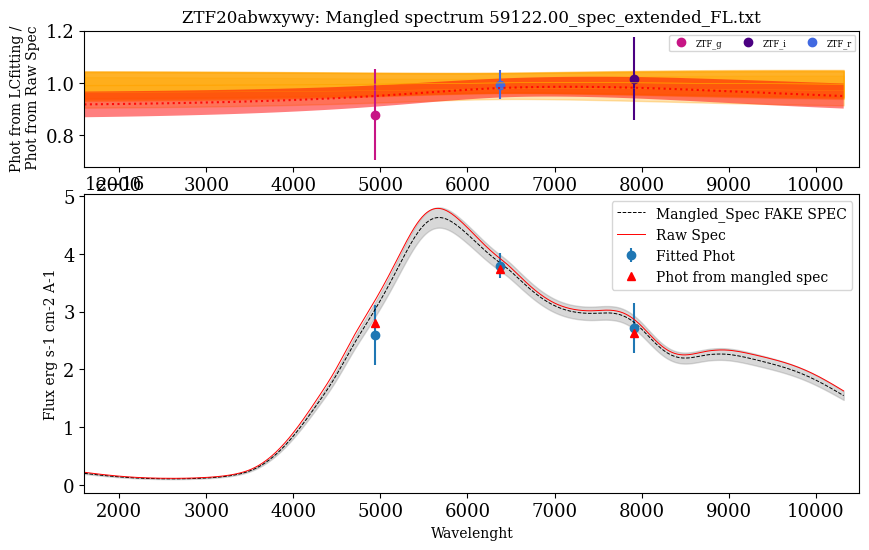 ZTF20abwxywy: Mangled spectrum 59122.00_spec_extended_FL.txt
Phot from LCfitting /
Phot from Raw Spec
1.2
1.0
0.8
ZTF_g ZTF_i ZTF_r
2000 3000 4000 5000 6000 7000 8000 9000 10000
1e−16
Flux erg s-1 cm-2 A-1
5
4
3
2
1
0
Mangled_Spec FAKE SPEC
Raw Spec
Fitted Phot
Phot from mangled spec
2000 3000 4000 5000 6000 7000 8000 9000 10000
Wavelenght